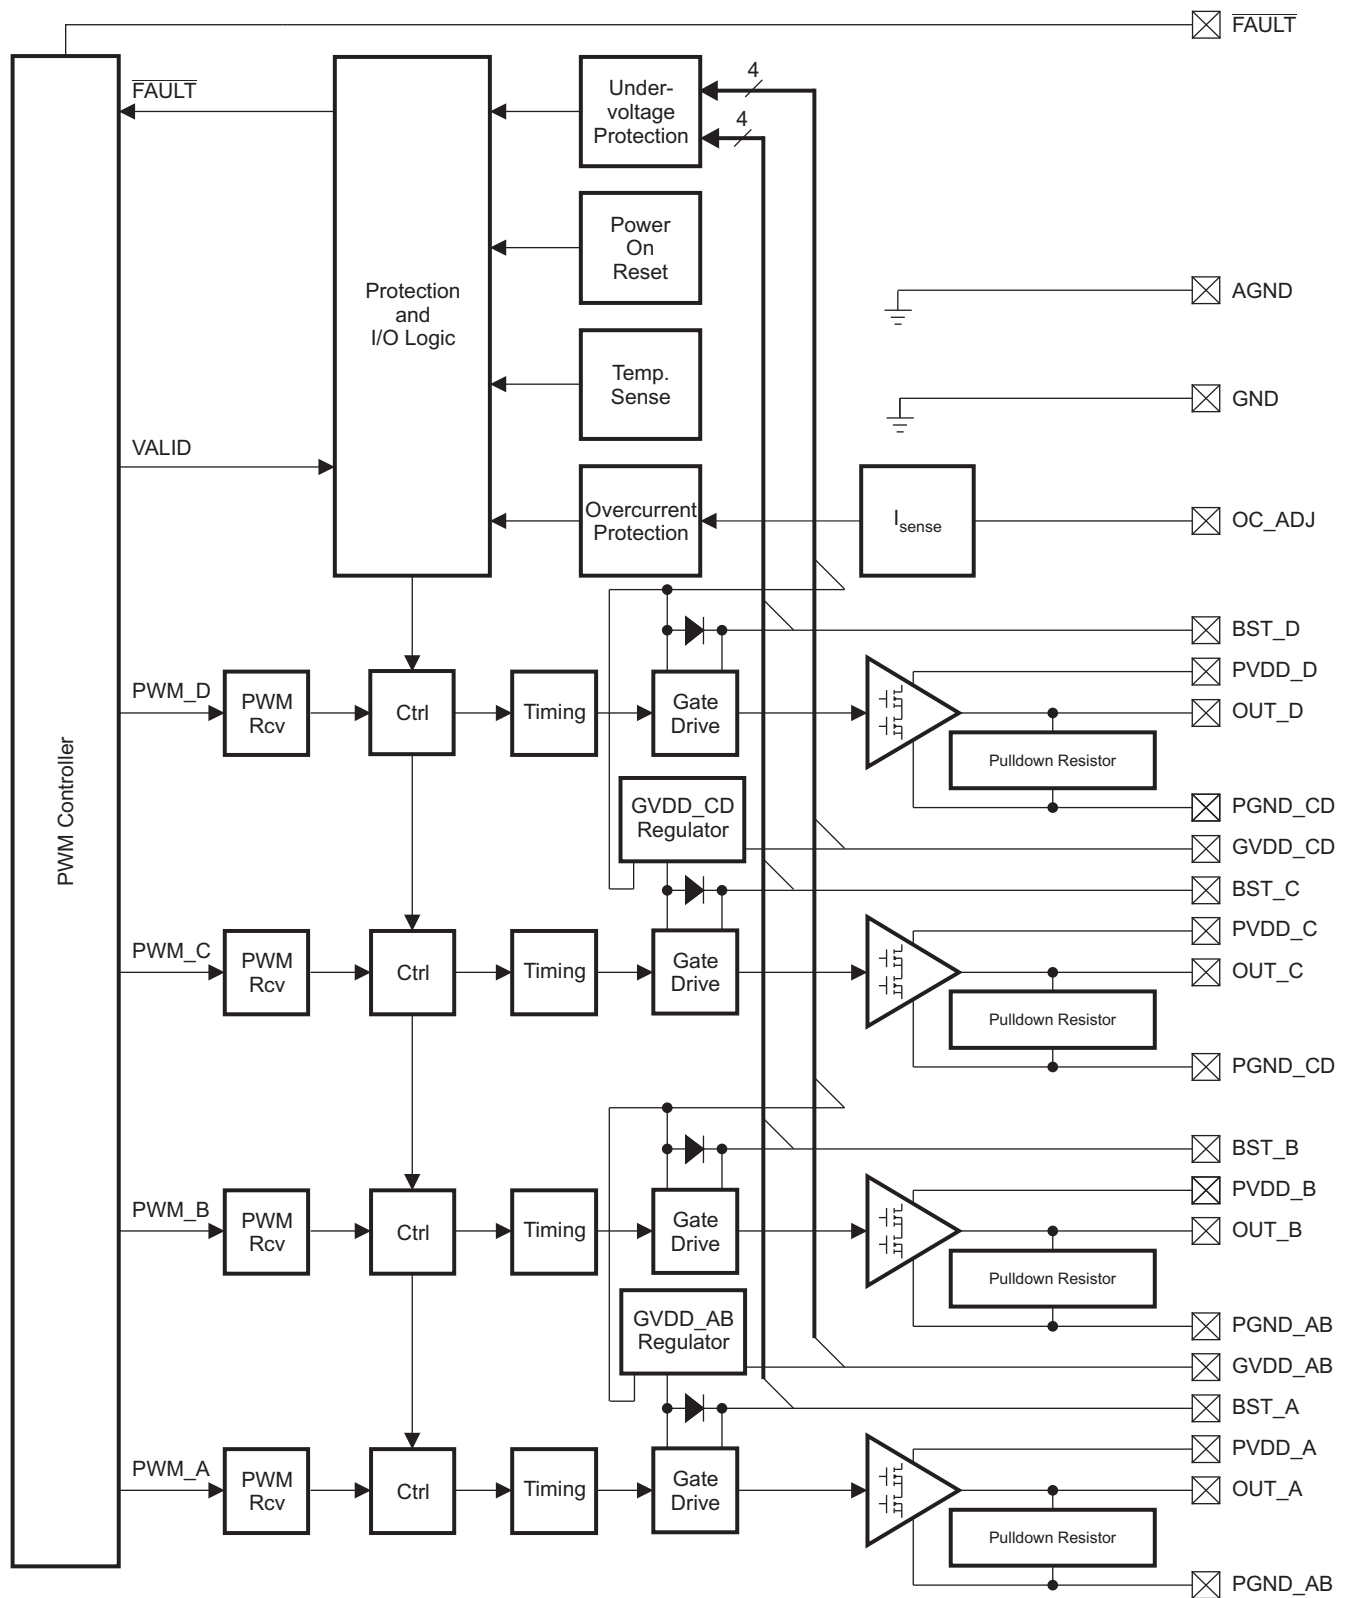 FAULT
FAULT
Under-
voltage
Protection
4
4
Power
On
Reset
Protection
and
I/O Logic
AGND
Temp.
Sense
GND
VALID
Overcurrent
Protection
Isense
OC_ADJ
BST_D
PVDD_D
PWM_D
PWM
Rcv
Ctrl
Timing
Gate
Drive
OUT_D
Pulldown Resistor
PWM Controller
GVDD_CD
Regulator
PGND_CD
GVDD_CD
BST_C
PVDD_C
PWM_C
PWM
Rcv
Ctrl
Timing
Gate
Drive
OUT_C
Pulldown Resistor
PGND_CD
BST_B
PVDD_B
PWM_B
PWM
Rcv
Ctrl
Timing
Gate
Drive
OUT_B
Pulldown Resistor
GVDD_AB
Regulator
PGND_AB
GVDD_AB
BST_A
PVDD_A
PWM_A
PWM
Rcv
Ctrl
Timing
Gate
Drive
OUT_A
Pulldown Resistor
PGND_AB